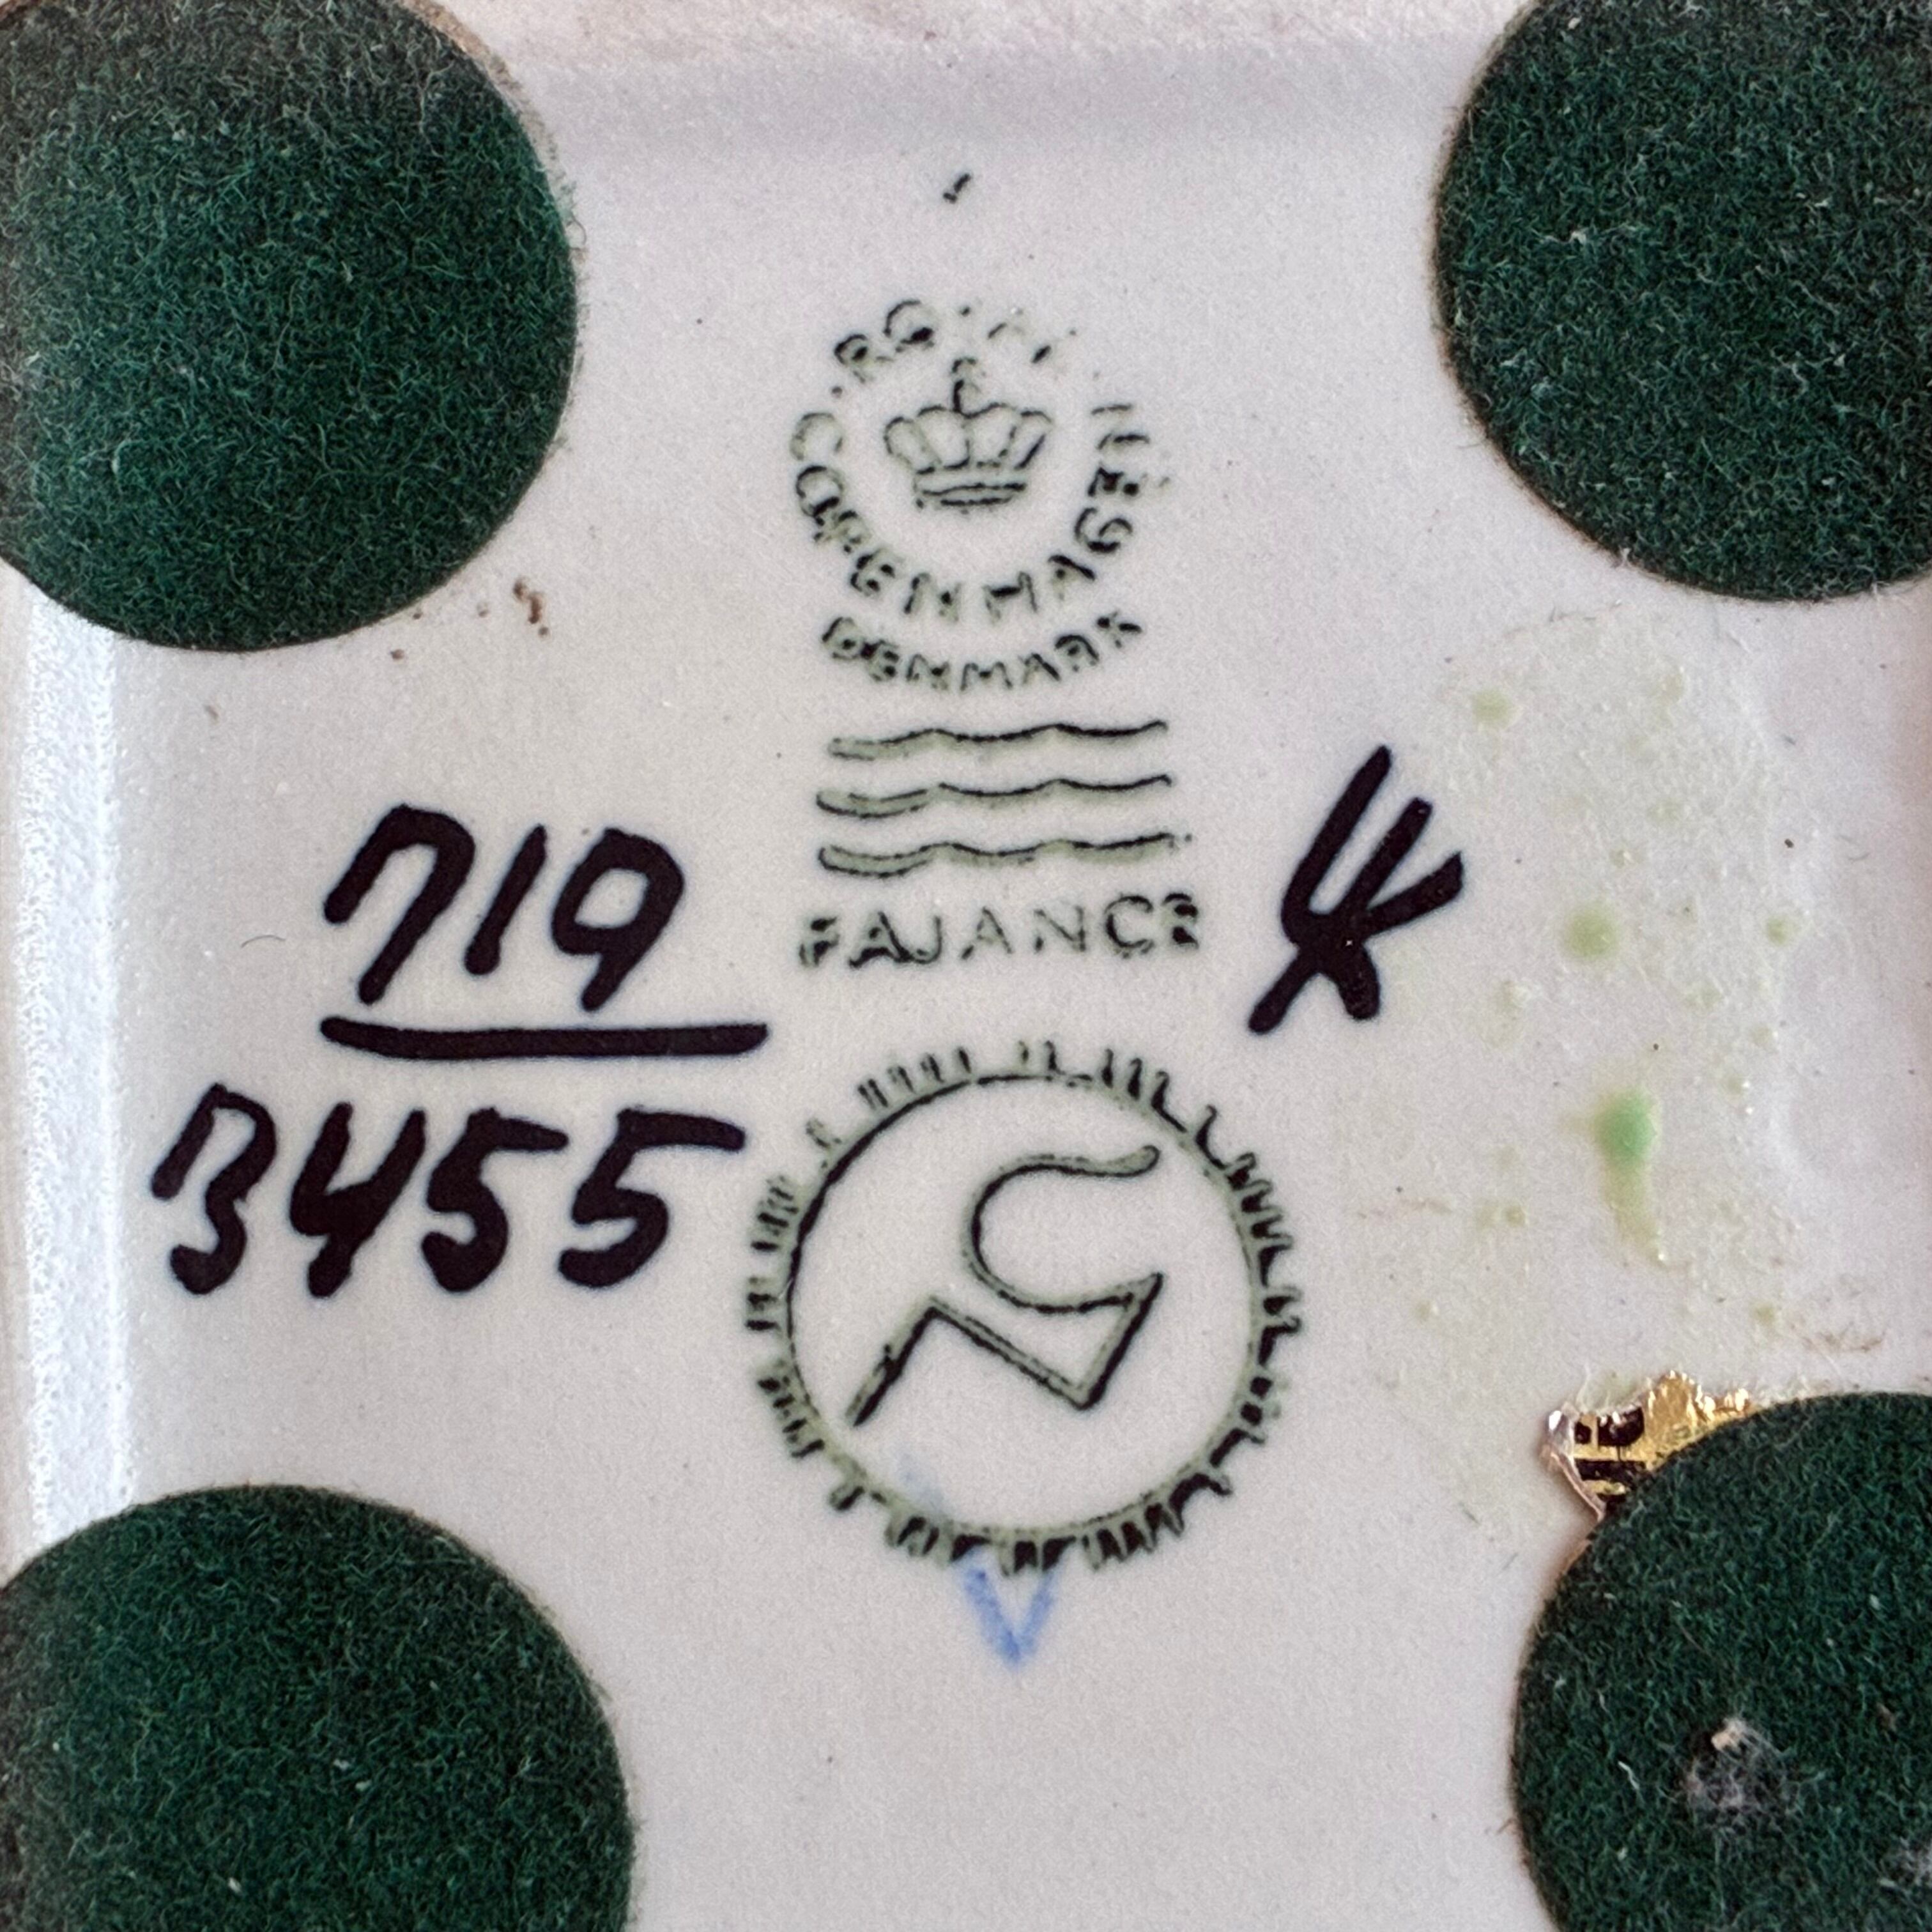 ROYAL
COPENHAGEN
DENMARK
FAJANCE
719
3455